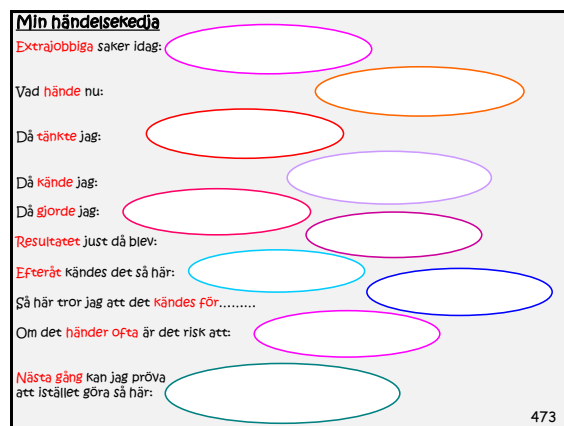 Min händelsekedja
Extrajobbiga saker idag:
Vad hände nu:
Då tänkte jag:
Då kände jag:
Då gjorde jag:
Resultatet just då blev:
Efteråt kändes det så här:
Så här tror jag att det kändes för.........
Om det händer ofta är det risk att:
Nästa gång kan jag pröva
att istället göra så här:
473